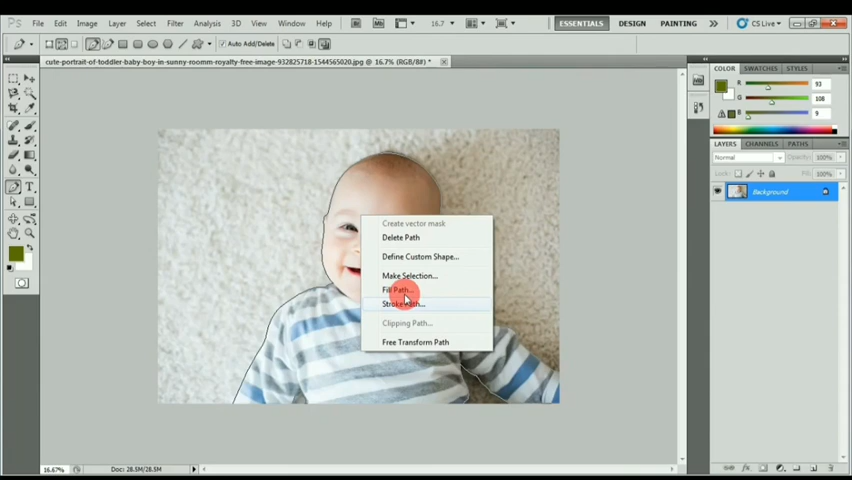 PS File Edit Image Layer Select Filter Analysis 3D View Window Help Br Mb 16.7 ESSENTIALS DESIGN PAINTING CS Live
Auto Add/Delete
cute-portrait-of-toddler-baby-boy-in-sunny-roomm-royalty-free-image-932825718-1544565020.jpg @ 16.7% (RGB/8#) *
COLOR SWATCHES STYLES
R 93
G 108
B 9
LAYERS CHANNELS PATHS
Normal Opacity: 100%
Lock: Fill: 100%
Background
Create vector mask
Delete Path
Define Custom Shape...
Make Selection...
Fill Path...
Stroke Path...
Clipping Path...
Free Transform Path
16.67% Doc: 28.5M/28.5M